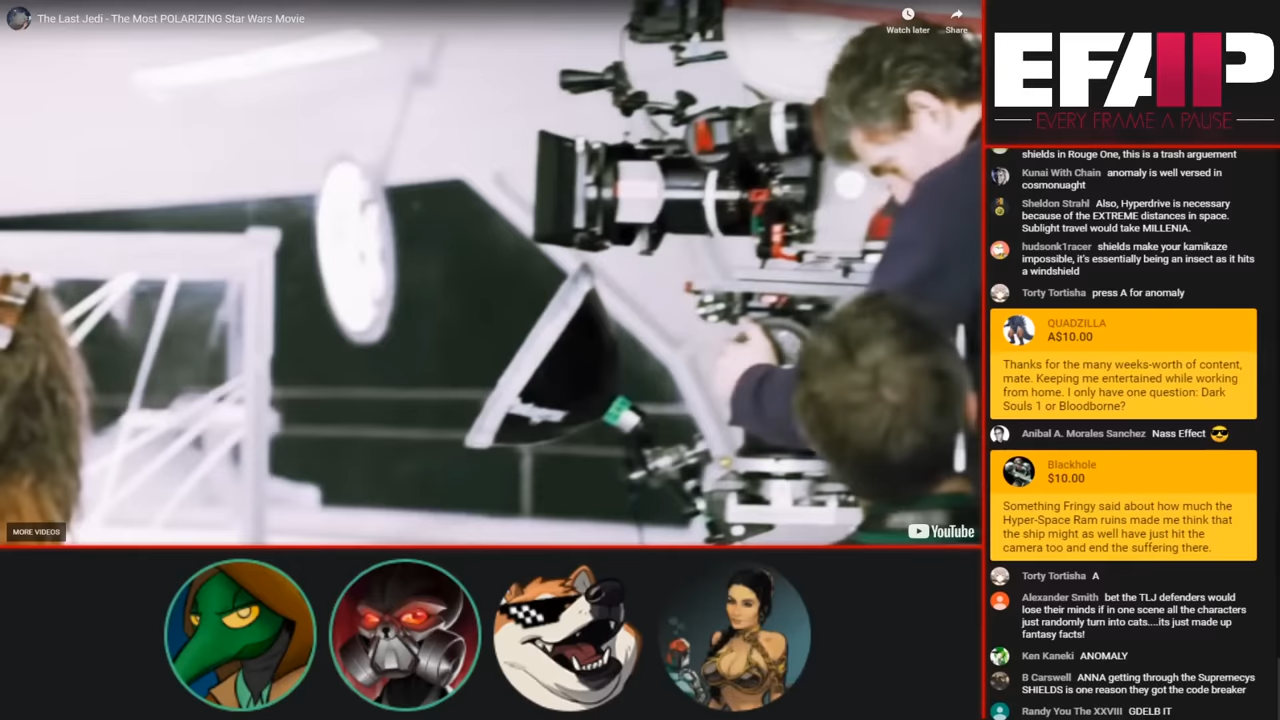 The Last Jedi - The Most POLARIZING Star Wars Movie
Watch later
Share
MORE VIDEOS
YouTube
EFAP
EVERY FRAME A PAUSE
shields in Rouge One, this is a trash arguement
Kunai With Chain anomaly is well versed in
cosmonuaght
Sheldon Strahl Also, Hyperdrive is necessary
because of the EXTREME distances in space.
Sublight travel would take MILLENIA.
hudsonk1racer shields make your kamikaze
impossible, it's essentially being an insect as it hits
a windshield
Torty Tortisha press A for anomaly
QUADZILLA
A$10.00
Thanks for the many weeks-worth of content,
mate. Keeping me entertained while working
from home. I only have one question: Dark
Souls 1 or Bloodborne?
Anibal A. Morales Sanchez Nass Effect 😎
Blackhole
$10.00
Something Fringy said about how much the
Hyper-Space Ram ruins made me think that
the ship might as well have just hit the
camera too and end the suffering there.
Torty Tortisha A
Alexander Smith bet the TLJ defenders would
lose their minds if in one scene all the characters
just randomly turn into cats....its just made up
fantasy facts!
Ken Kaneki ANOMALY
B Carswell ANNA getting through the Supremecys
SHIELDS is one reason they got the code breaker
Randy You The XXVIII GDELB IT